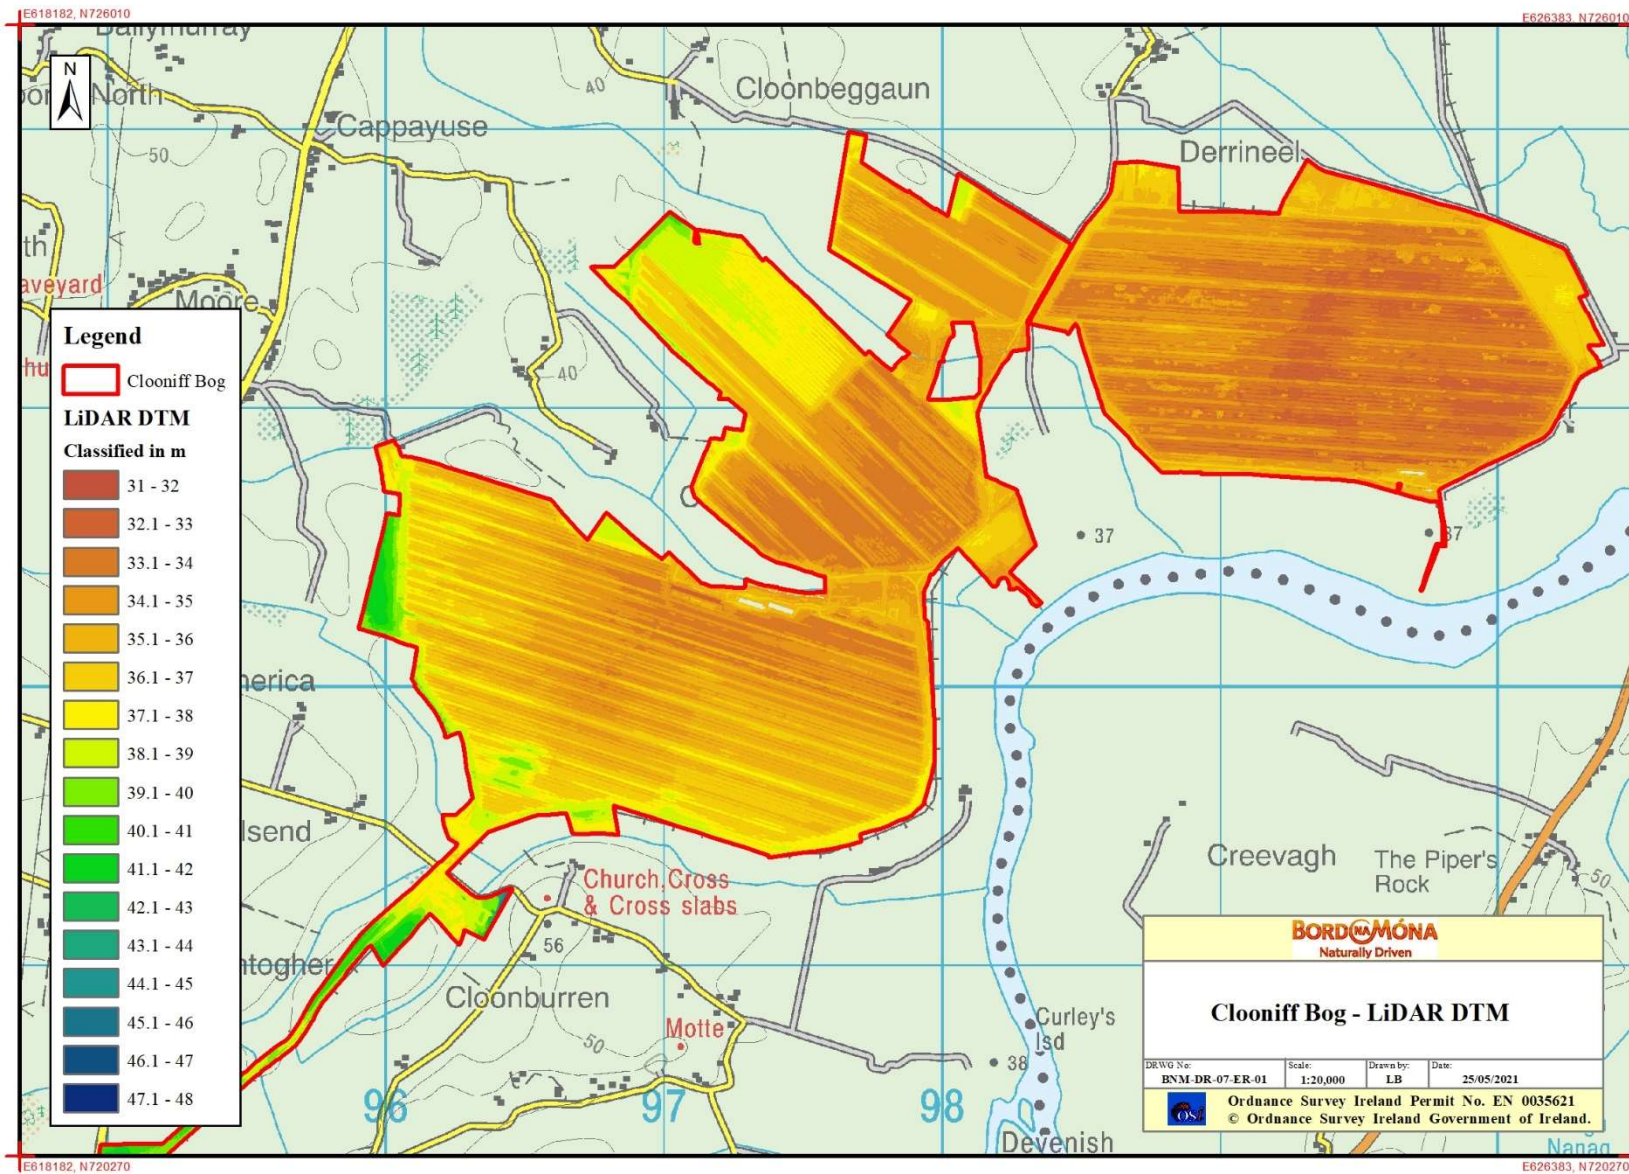 E618182, N726010
E626383, N726010
Ballymurray
N
North
Cloonbeggaun
40
Cappayuse
50
Derrineel
th
aveyard
Moore
hu
40
Legend
Clooniff Bog
LiDAR DTM
Classified in m
31 - 32
32.1 - 33
33.1 - 34
34.1 - 35
35.1 - 36
36.1 - 37
37.1 - 38
38.1 - 39
39.1 - 40
40.1 - 41
41.1 - 42
42.1 - 43
43.1 - 44
44.1 - 45
45.1 - 46
46.1 - 47
47.1 - 48
37
37
nerica
lsend
ntogher
Church,Cross
& Cross slabs
56
Cloonburren
50
Motte
Creevagh
The Piper's
Rock
50
Curley's
Isd
38
96
97
98
Devenish
BORD NA MÓNA
Naturally Driven
Clooniff Bog - LiDAR DTM
DRWG No: Scale: Drawn by: Date:
BNM-DR-07-ER-01 1:20,000 LB 25/05/2021
OSi
Ordnance Survey Ireland Permit No. EN 0035621
© Ordnance Survey Ireland Government of Ireland.
Nanag
E618182, N720270
E626383, N720270